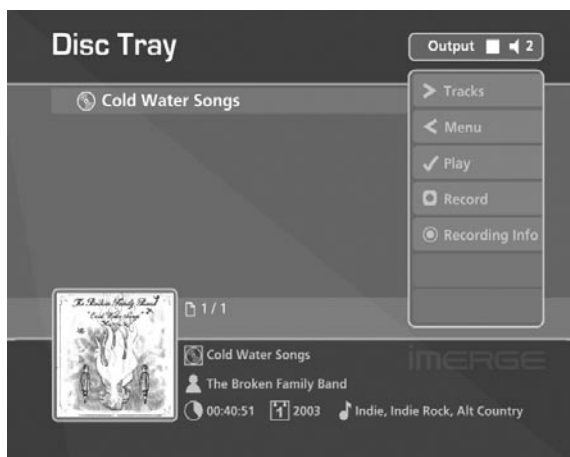 Disc Tray
Output 2
Cold Water Songs
Tracks
Menu
Play
Record
Recording Info
The Broken Family Band
"Cold Water Songs"
1 / 1
Cold Water Songs
imerge
The Broken Family Band
00:40:51 1 2003 Indie, Indie Rock, Alt Country